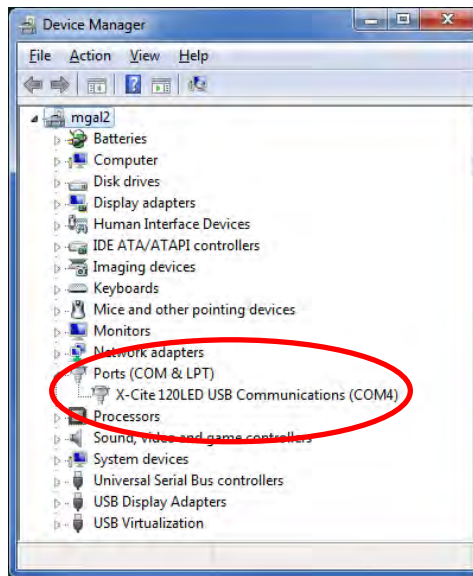 Device Manager
File Action View Help
mgal2
Batteries
Computer
Disk drives
Display adapters
Human Interface Devices
IDE ATA/ATAPI controllers
Imaging devices
Keyboards
Mice and other pointing devices
Monitors
Network adapters
Ports (COM & LPT)
X-Cite 120LED USB Communications (COM4)
Processors
Sound, video and game controllers
System devices
Universal Serial Bus controllers
USB Display Adapters
USB Virtualization